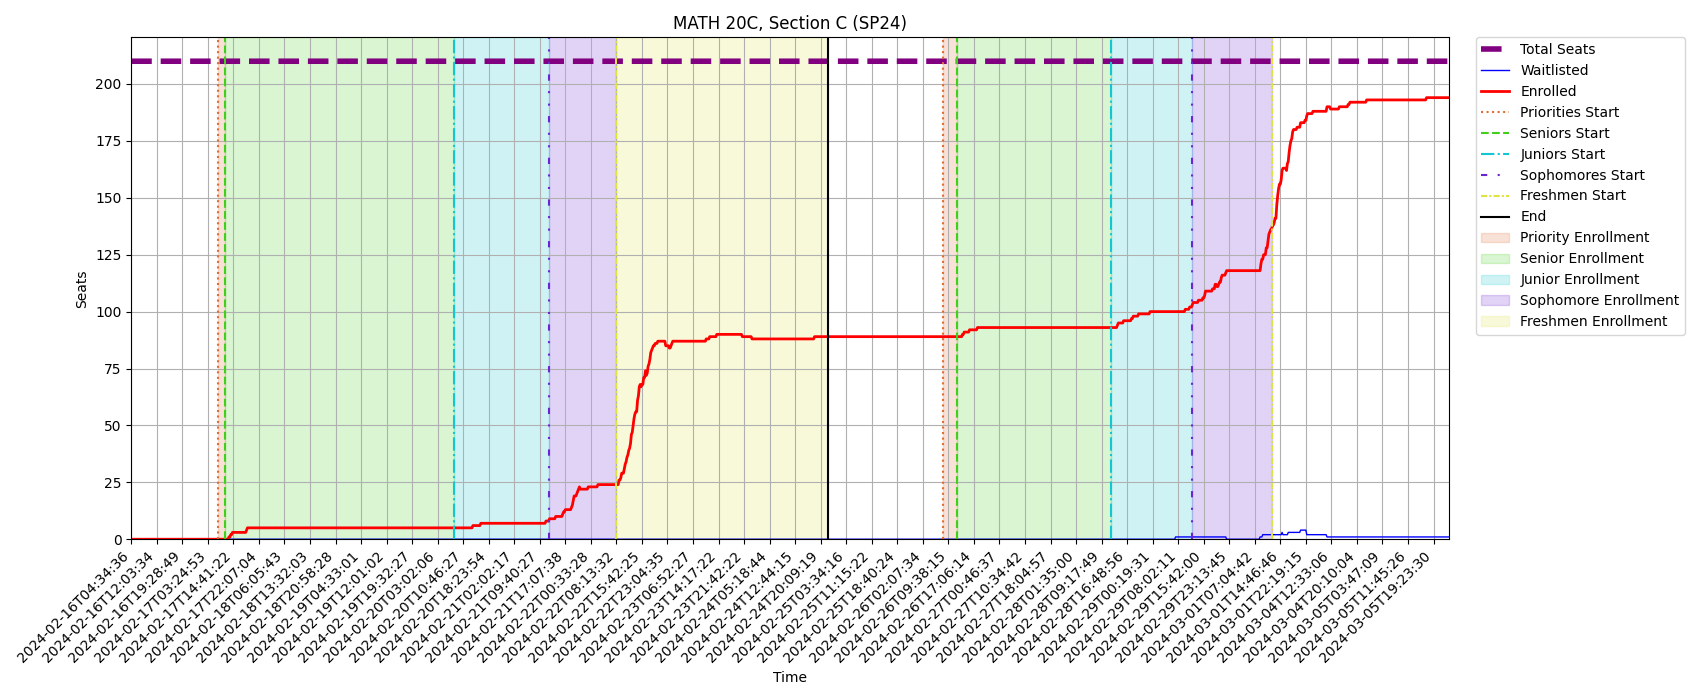 MATH 20C, Section C (SP24)
Seats
200
175
150
125
100
75
50
25
0
2024-02-16T04:34:36
2024-02-16T12:03:34
2024-02-16T19:28:49
2024-02-17T03:24:53
2024-02-17T14:41:22
2024-02-17T22:07:04
2024-02-18T06:05:43
2024-02-18T13:32:03
2024-02-18T20:58:28
2024-02-19T04:33:01
2024-02-19T12:01:02
2024-02-19T19:32:27
2024-02-20T03:02:06
2024-02-20T10:46:27
2024-02-20T18:23:54
2024-02-21T02:02:17
2024-02-21T09:40:27
2024-02-21T17:07:38
2024-02-22T00:33:28
2024-02-22T08:13:32
2024-02-22T15:42:25
2024-02-22T23:04:35
2024-02-23T06:52:27
2024-02-23T14:17:22
2024-02-23T21:42:22
2024-02-24T05:18:44
2024-02-24T12:44:15
2024-02-24T20:09:19
2024-02-25T03:34:16
2024-02-25T11:15:22
2024-02-25T18:40:24
2024-02-26T02:07:34
2024-02-26T09:38:15
2024-02-26T17:06:14
2024-02-27T00:46:37
2024-02-27T10:34:42
2024-02-27T18:04:57
2024-02-28T01:35:00
2024-02-28T09:17:49
2024-02-28T16:48:56
2024-02-29T00:19:31
2024-02-29T08:02:11
2024-02-29T15:42:00
2024-02-29T23:13:45
2024-03-01T07:04:42
2024-03-01T14:46:46
2024-03-01T22:19:15
2024-03-04T12:33:06
2024-03-04T20:10:04
2024-03-05T03:47:09
2024-03-05T11:45:26
2024-03-05T19:23:30
Time
Total Seats
Waitlisted
Enrolled
Priorities Start
Seniors Start
Juniors Start
Sophomores Start
Freshmen Start
End
Priority Enrollment
Senior Enrollment
Junior Enrollment
Sophomore Enrollment
Freshmen Enrollment